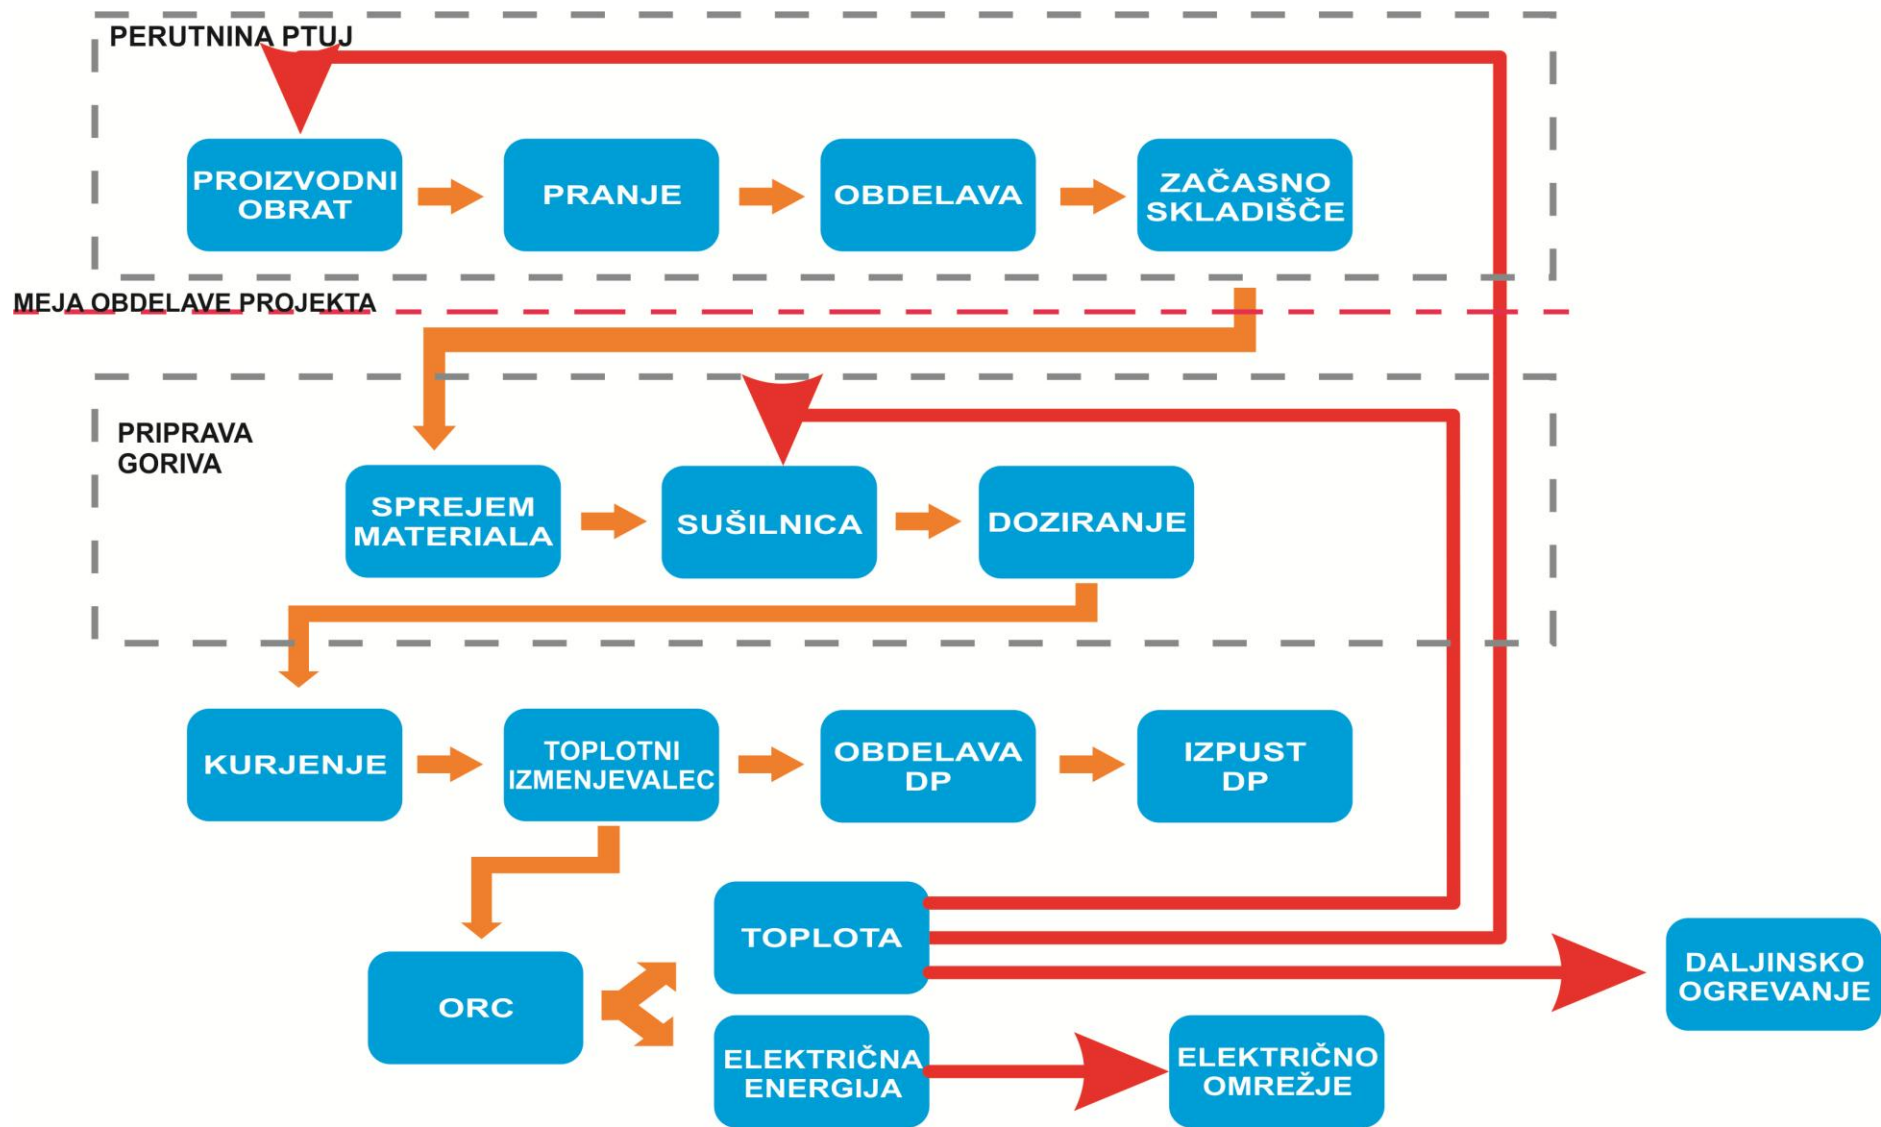 PERUTNINA PTUJ
PROIZVODNI
OBRAT
PRANJE
OBDELAVA
ZAČASNO
SKLADIŠČE
MEJA OBDELAVE PROJEKTA
PRIPRAVA
GORIVA
SPREJEM
MATERIALA
SUŠILNICA
DOZIRANJE
KURJENJE
TOPLOTNI
IZMENJEVALEC
OBDELAVA
DP
IZPUST
DP
ORC
TOPLOTA
DALJINSKO
OGREVANJE
ELEKTRIČNA
ENERGIJA
ELEKTRIČNO
OMREŽJE